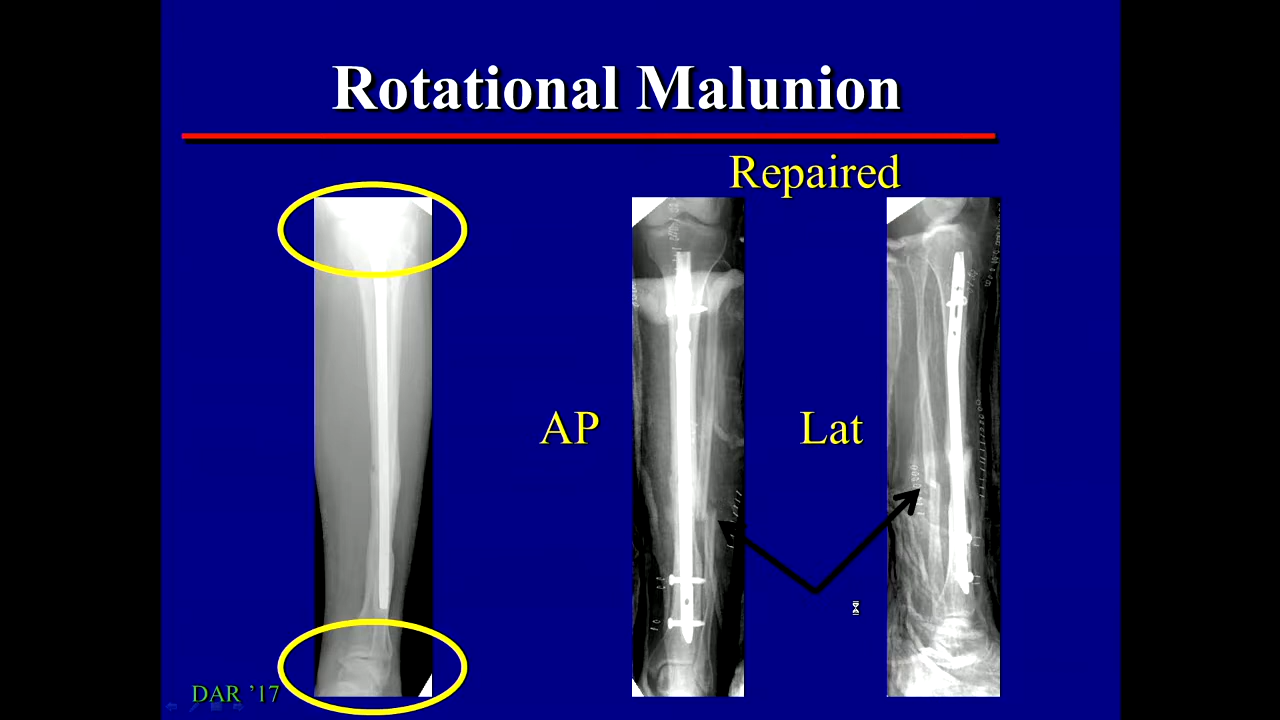 Rotational Malunion
Repaired
AP
Lat
DAR ’17